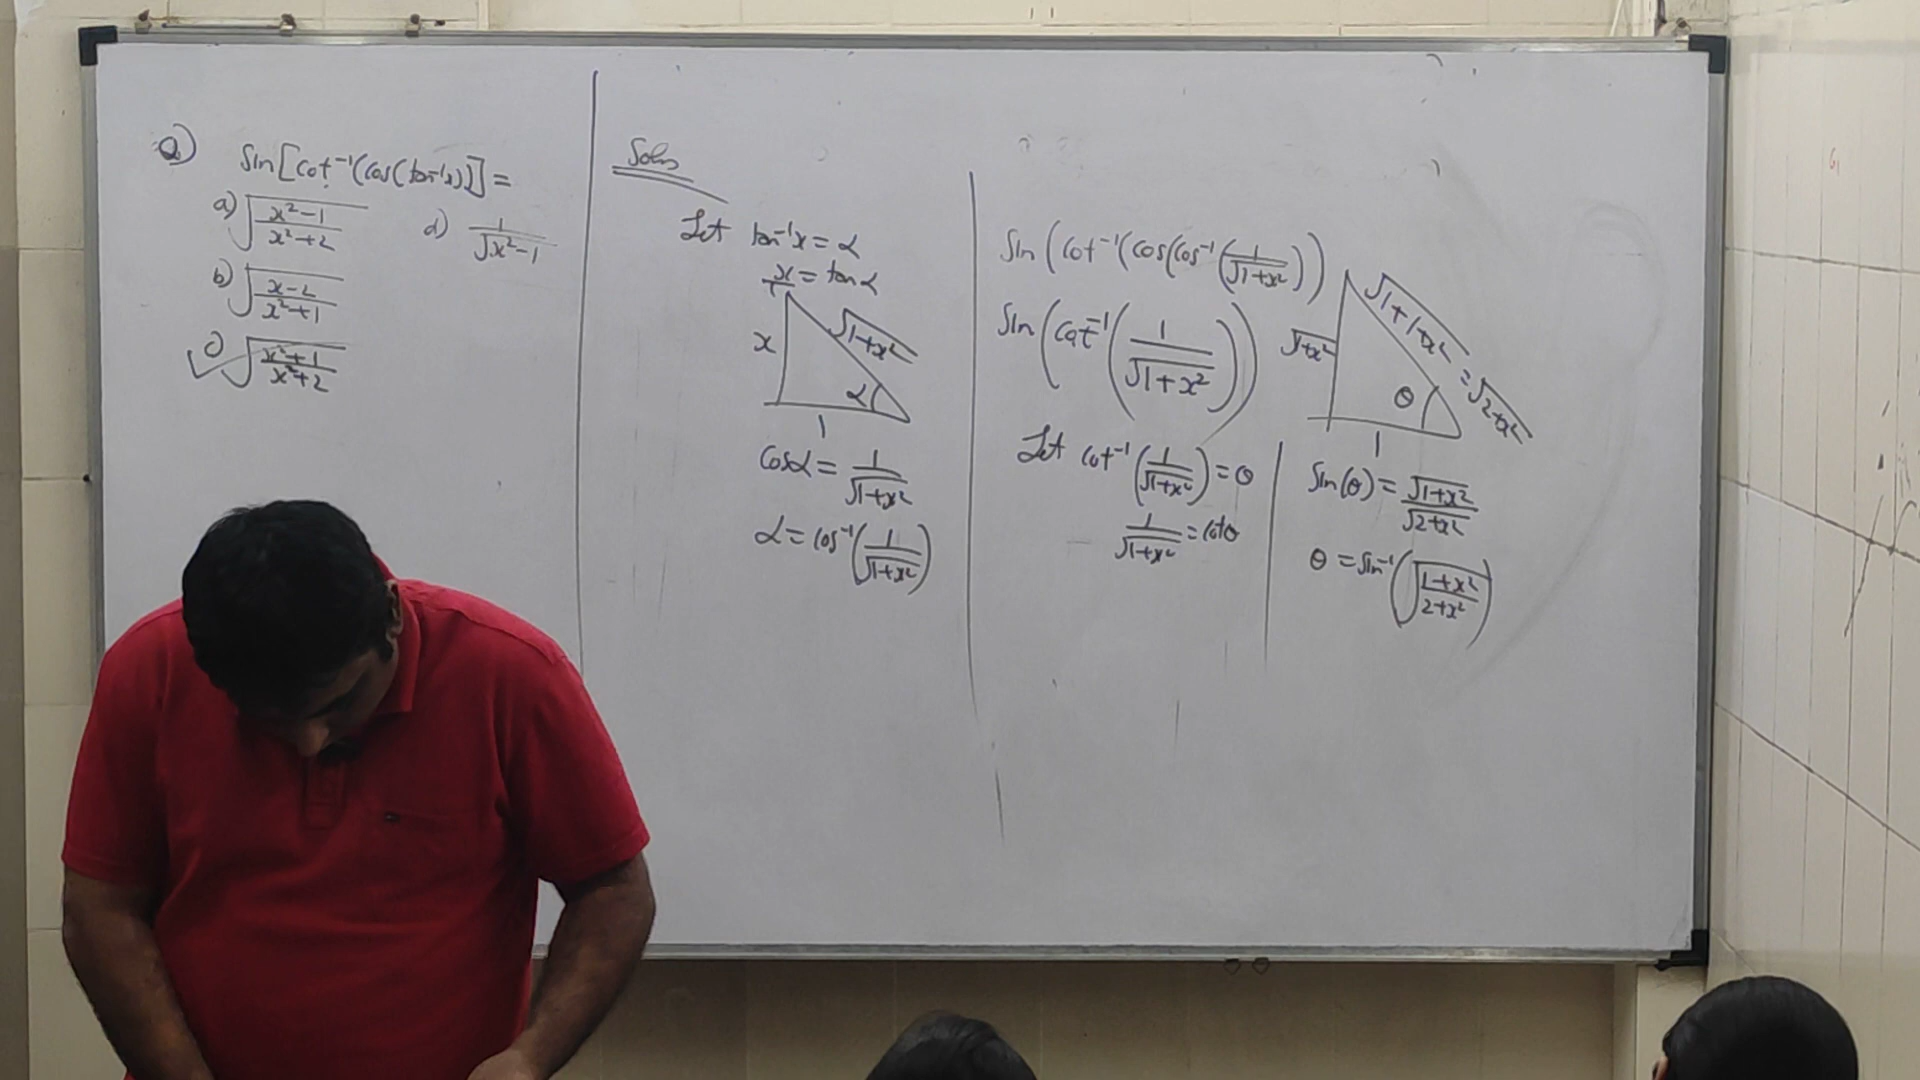 Q) Sin[Cot⁻¹(Cos(tan⁻¹x))] =
a) √(x²-1 / x²+2)
d) 1/√(x²-1)
b) √(x-2 / x²+1)
c) √(x²+1 / x²+2)
Soln
Let tan⁻¹x = α
x/1 = tanα
x
√(1+x²)
α
1
Cosα = 1/√(1+x²)
α = Cos⁻¹(1/√(1+x²))
Sin(Cot⁻¹(Cos(Cos⁻¹(1/√(1+x²)))
Sin(Cot⁻¹(1/√(1+x²)))
Let Cot⁻¹(1/√(1+x²)) = θ
1/√(1+x²) = Cotθ
√(1+x²)
√(1+1+x²) = √(2+x²)
θ
1
Sin(θ) = √(1+x²)/√(2+x²)
θ = Sin⁻¹(√(1+x² / 2+x²))